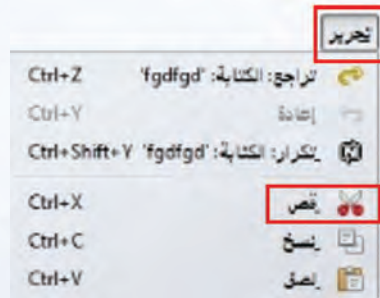 تحرير
تراجع: الكتابة: 'fgdfgd' Ctrl+Z
إعادة Ctrl+Y
تكرار: الكتابة: 'fgdfgd' Ctrl+Shift+Y
قص Ctrl+X
نسخ Ctrl+C
لصق Ctrl+V